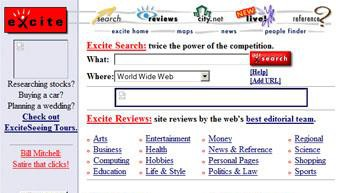 excite
search reviews city.net NEW live! reference
excite home maps news people finder
Researching stocks?
Buying a car?
Planning a wedding?
Check out
ExciteSeeing Tours.
Bill Mitchell:
Satire that clicks!
Excite Search: twice the power of the competition.
What: search
[Help]
Where: World Wide Web [Add URL]
Excite Reviews: site reviews by the web's best editorial team.
Arts Entertainment Money Regional
Business Health News & Reference Science
Computing Hobbies Personal Pages Shopping
Education Life & Style Politics & Law Sports